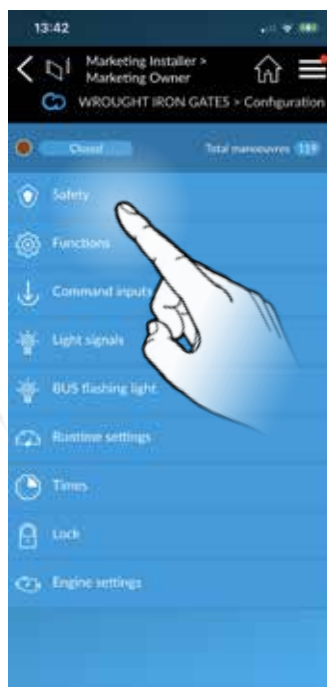 13:42
Marketing Installer >
Marketing Owner
WROUGHT IRON GATES > Configuration
Closed Total manoeuvres 119
Safety
Functions
Command inputs
Light signals
BUS flashing light
Runtime settings
Times
Lock
Engine settings